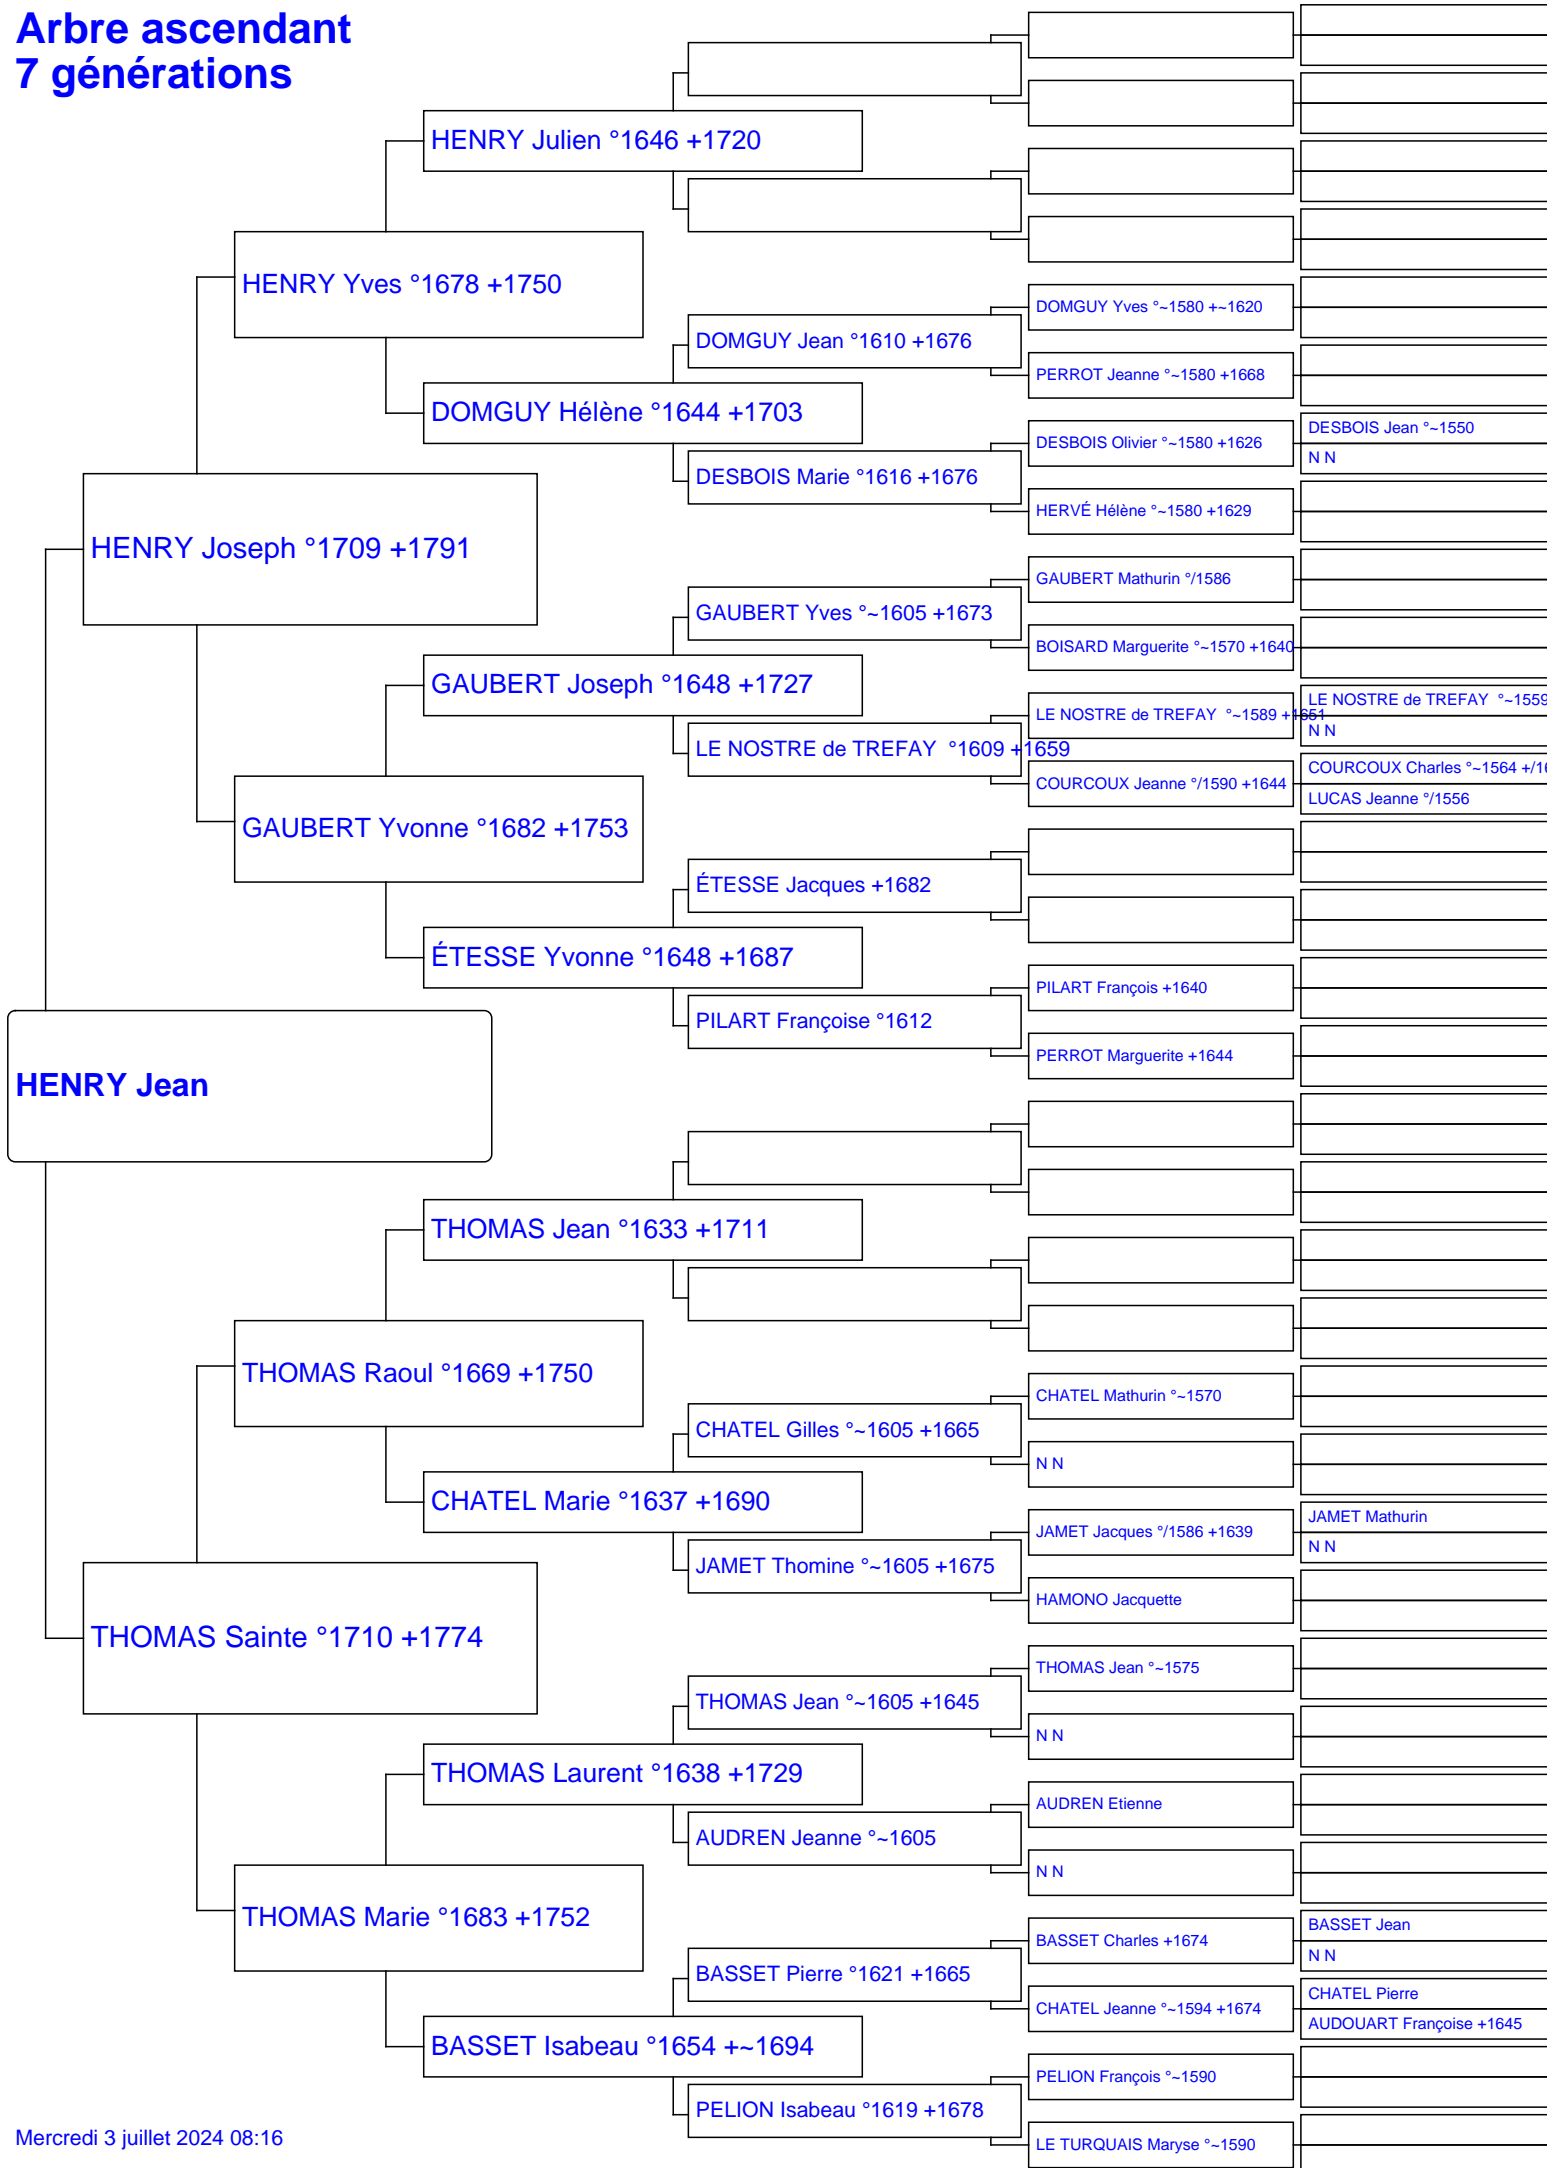 Arbre ascendant
7 générations
HENRY Julien °1646 +1720
HENRY Yves °1678 +1750
DOMGUY Yves °~1580 +~1620
DOMGUY Jean °1610 +1676
PERROT Jeanne °~1580 +1668
DOMGUY Hélène °1644 +1703
DESBOIS Jean °~1550
DESBOIS Olivier °~1580 +1626
N N
DESBOIS Marie °1616 +1676
HERVÉ Hélène °~1580 +1629
HENRY Joseph °1709 +1791
GAUBERT Mathurin °/1586
GAUBERT Yves °~1605 +1673
BOISARD Marguerite °~1570 +1640
GAUBERT Joseph °1648 +1727
LE NOSTRE de TREFAY °~1559
LE NOSTRE de TREFAY °~1589 +1651
N N
LE NOSTRE de TREFAY °1609 +1659
COURCOUX Charles °~1564 +/16
COURCOUX Jeanne °/1590 +1644
LUCAS Jeanne °/1556
GAUBERT Yvonne °1682 +1753
ÉTESSE Jacques +1682
ÉTESSE Yvonne °1648 +1687
PILART François +1640
PILART Françoise °1612
PERROT Marguerite +1644
HENRY Jean
THOMAS Jean °1633 +1711
THOMAS Raoul °1669 +1750
CHATEL Mathurin °~1570
CHATEL Gilles °~1605 +1665
N N
CHATEL Marie °1637 +1690
JAMET Mathurin
JAMET Jacques °/1586 +1639
N N
JAMET Thomine °~1605 +1675
HAMONO Jacquette
THOMAS Sainte °1710 +1774
THOMAS Jean °~1575
THOMAS Jean °~1605 +1645
N N
THOMAS Laurent °1638 +1729
AUDREN Etienne
AUDREN Jeanne °~1605
N N
THOMAS Marie °1683 +1752
BASSET Jean
BASSET Charles +1674
N N
BASSET Pierre °1621 +1665
CHATEL Pierre
CHATEL Jeanne °~1594 +1674
AUDOUART Françoise +1645
BASSET Isabeau °1654 +~1694
PELION François °~1590
PELION Isabeau °1619 +1678
LE TURQUAIS Maryse °~1590
Mercredi 3 juillet 2024 08:16